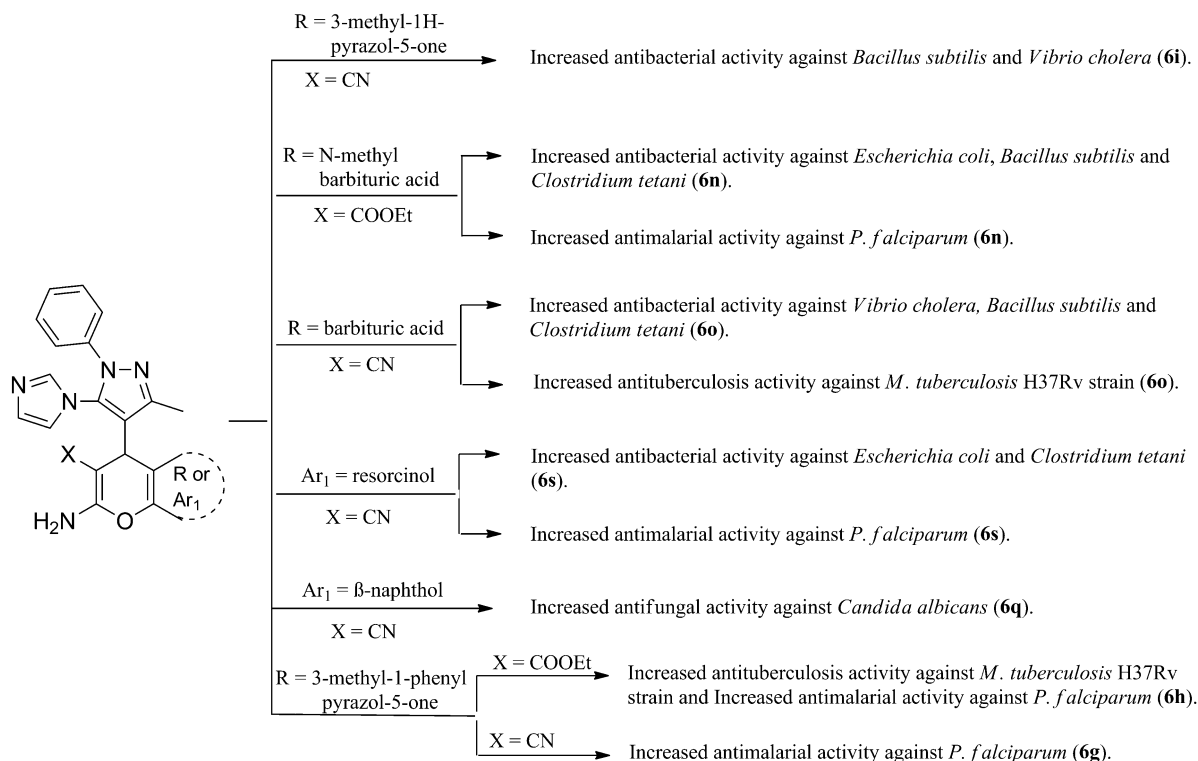 R = 3-methyl-1H-
pyrazol-5-one
X = CN
Increased antibacterial activity against Bacillus subtilis and Vibrio cholera (6i).
R = N-methyl
barbituric acid
X = COOEt
Increased antibacterial activity against Escherichia coli, Bacillus subtilis and
Clostridium tetani (6n).
Increased antimalarial activity against P. falciparum (6n).
R = barbituric acid
X = CN
Increased antibacterial activity against Vibrio cholera, Bacillus subtilis and
Clostridium tetani (6o).
Increased antituberculosis activity against M. tuberculosis H37Rv strain (6o).
N N
N
N
X
R or
Ar1
H2N
O
Ar1 = resorcinol
X = CN
Increased antibacterial activity against Escherichia coli and Clostridium tetani
(6s).
Increased antimalarial activity against P. falciparum (6s).
Ar1 = ß-naphthol
X = CN
Increased antifungal activity against Candida albicans (6q).
R = 3-methyl-1-phenyl
pyrazol-5-one
X = COOEt
Increased antituberculosis activity against M. tuberculosis H37Rv
strain and Increased antimalarial activity against P. falciparum (6h).
X = CN
Increased antimalarial activity against P. falciparum (6g).